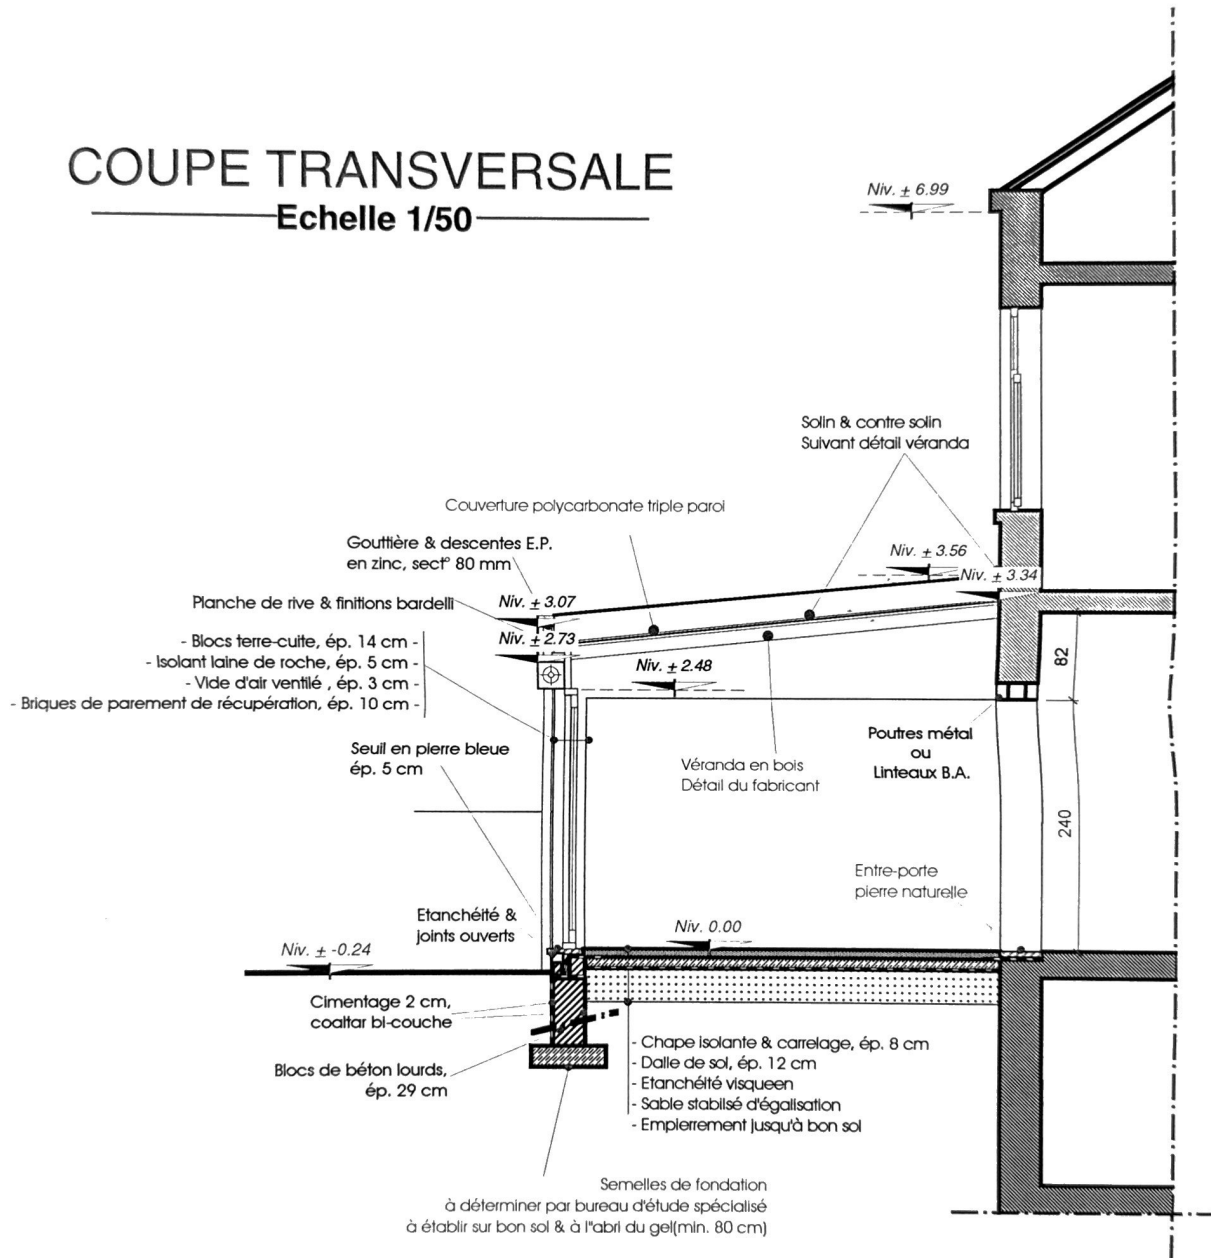 COUPE TRANSVERSALE
Echelle 1/50
Niv. ± 6.99
Solin & contre solin
Suivant détail véranda
Couverture polycarbonate triple paroi
Gouttière & descentes E.P.
en zinc, sect° 80 mm
Niv. ± 3.56
Niv. ± 3.34
Planche de rive & finitions bardelli
Niv. ± 3.07
Niv. ± 2.73
- Blocs terre-cuite, ép. 14 cm -
- Isolant laine de roche, ép. 5 cm -
- Vide d'air ventilé , ép. 3 cm -
- Briques de parement de récupération, ép. 10 cm -
Niv. ± 2.48
82
Seuil en pierre bleue
ép. 5 cm
Véranda en bois
Détail du fabricant
Poutres métal
ou
Linteaux B.A.
240
Entre-porte
pierre naturelle
Etanchéité &
joints ouverts
Niv. 0.00
Niv. ± -0.24
Cimentage 2 cm,
coaltar bi-couche
Blocs de béton lourds,
ép. 29 cm
- Chape isolante & carrelage, ép. 8 cm
- Dalle de sol, ép. 12 cm
- Etanchéité visqueen
- Sable stabilsé d'égalisation
- Empierrement jusqu'à bon sol
Semelles de fondation
à déterminer par bureau d'étude spécialisé
à établir sur bon sol & à l"abri du gel(min. 80 cm)